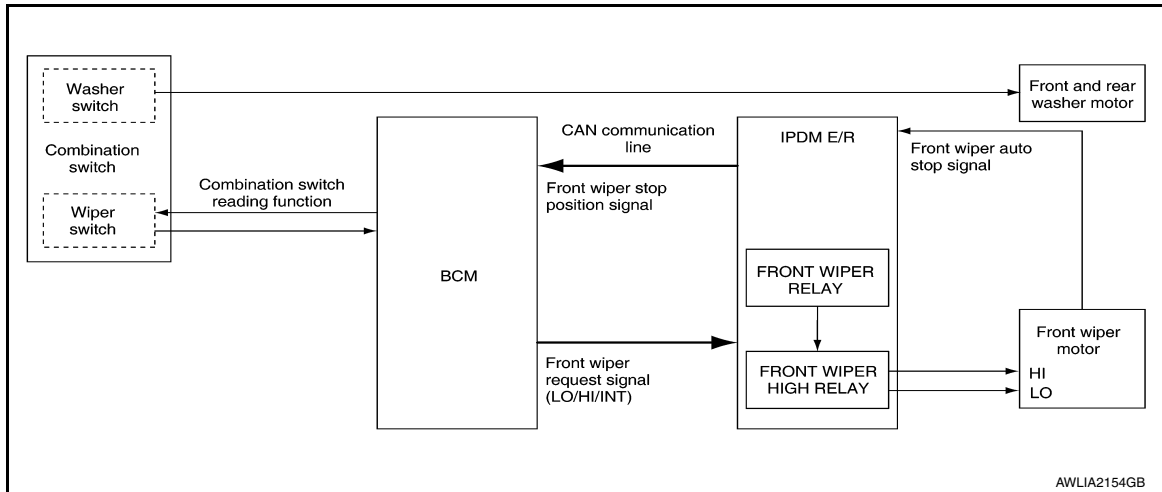 Washer
switch
Combination
switch
Wiper
switch
Combination switch
reading function
BCM
CAN communication
line
Front wiper stop
position signal
Front wiper
request signal
(LO/HI/INT)
IPDM E/R
FRONT WIPER
RELAY
FRONT WIPER
HIGH RELAY
Front and rear
washer motor
Front wiper auto
stop signal
Front wiper
motor
HI
LO
AWLIA2154GB